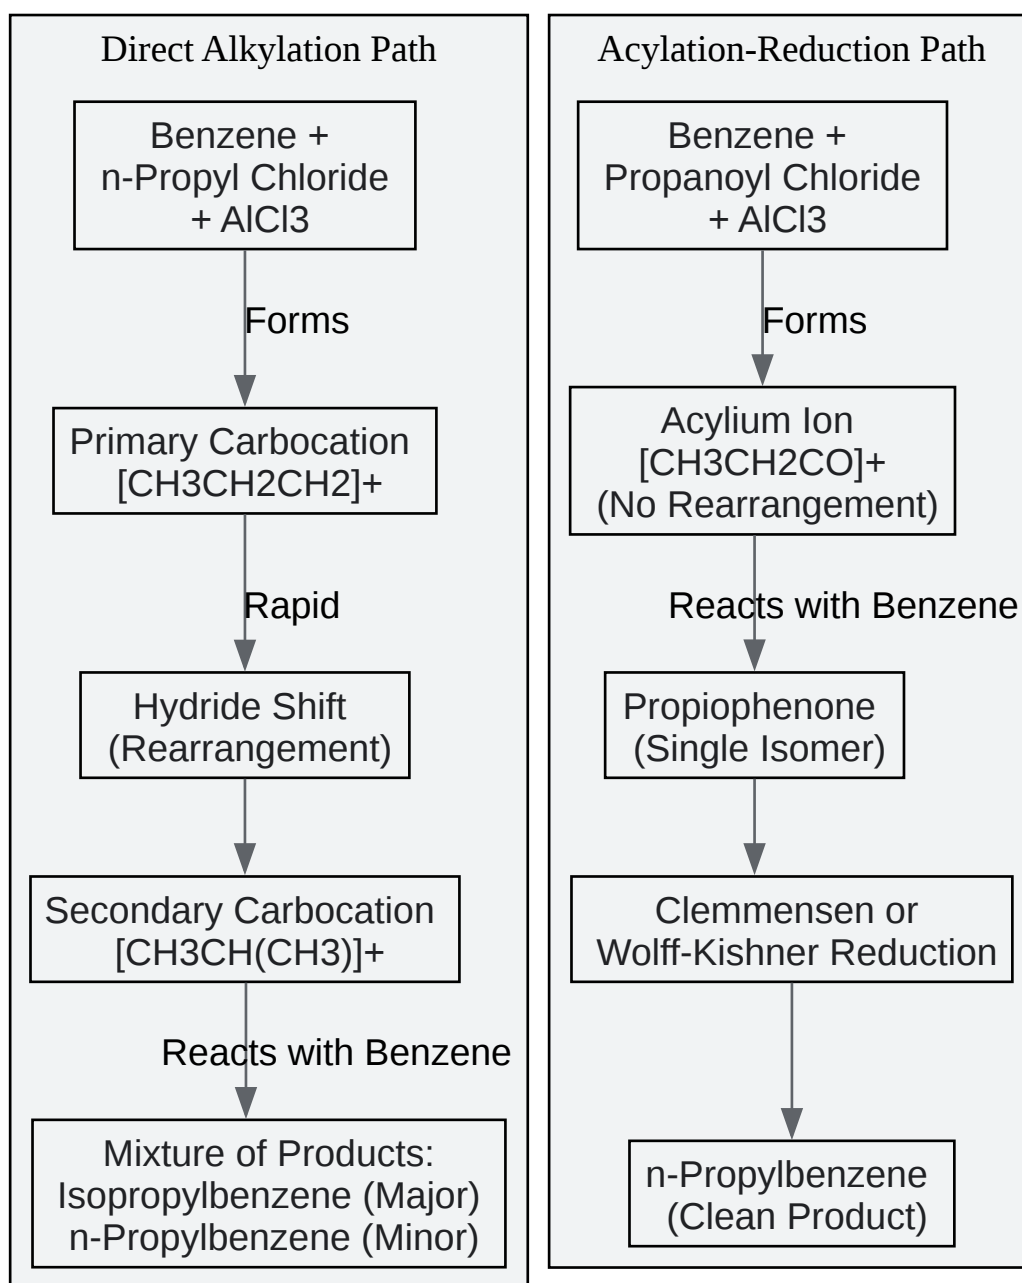 Direct Alkylation Path
Benzene +
n-Propyl Chloride
+ AlCl3
Forms
Primary Carbocation
[CH3CH2CH2]+
Rapid
Hydride Shift
(Rearrangement)
Secondary Carbocation
[CH3CH(CH3)]+
Reacts with Benzene
Mixture of Products:
Isopropylbenzene (Major)
n-Propylbenzene (Minor)
Acylation-Reduction Path
Benzene +
Propanoyl Chloride
+ AlCl3
Forms
Acylium Ion
[CH3CH2CO]+
(No Rearrangement)
Reacts with Benzene
Propiophenone
(Single Isomer)
Clemmensen or
Wolff-Kishner Reduction
n-Propylbenzene
(Clean Product)